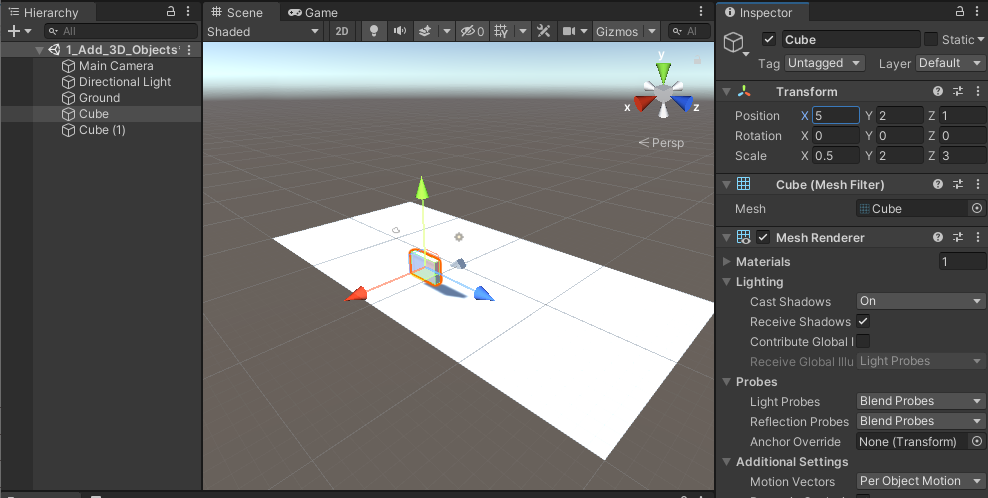 Hierarchy
All
1_Add_3D_Objects
Main Camera
Directional Light
Ground
Cube
Cube (1)
Scene
Game
Shaded
2D
0
Gizmos
Al
y
x
z
Persp
Inspector
Cube
Static
Tag Untagged Layer Default
Transform
Position X 5 Y 2 Z 1
Rotation X 0 Y 0 Z 0
Scale X 0.5 Y 2 Z 3
Cube (Mesh Filter)
Mesh Cube
Mesh Renderer
Materials 1
Lighting
Cast Shadows On
Receive Shadows
Contribute Global I
Receive Global Illu Light Probes
Probes
Light Probes Blend Probes
Reflection Probes Blend Probes
Anchor Override None (Transform)
Additional Settings
Motion Vectors Per Object Motion